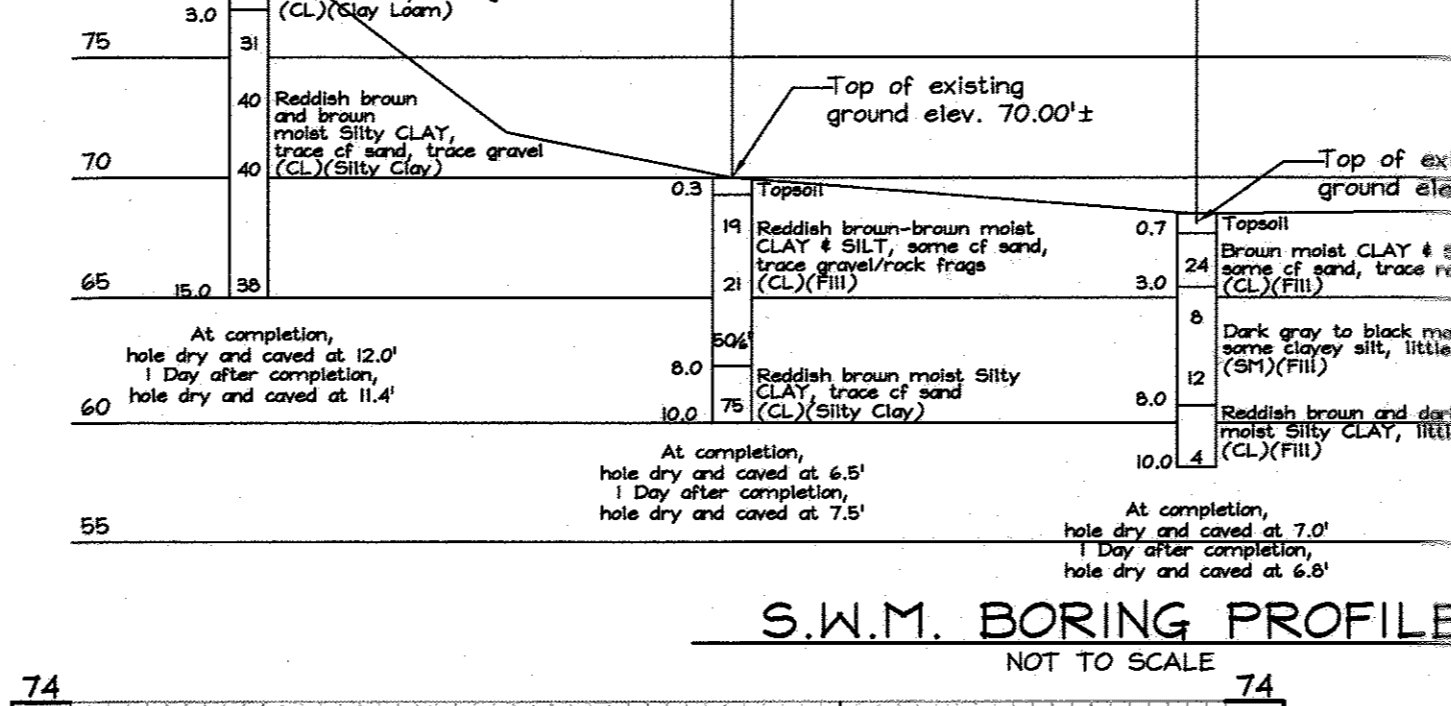 3.0
(CL)(Clay Loam)
75
31
40
Reddish brown
and brown
moist Silty CLAY,
trace cf sand, trace gravel
(CL)(Silty Clay)
40
70
65
15.0
38
At completion,
hole dry and caved at 12.0'
1 Day after completion,
hole dry and caved at 11.4'
60
55
Top of existing
ground elev. 70.00'±
0.3
Topsoil
19
Reddish brown-brown moist
CLAY & SILT, some cf sand,
trace gravel/rock frags
(CL)(Fill)
21
50/6"
8.0
Reddish brown moist Silty
CLAY, trace cf sand
(CL)(Silty Clay)
75
10.0
At completion,
hole dry and caved at 6.5'
1 Day after completion,
hole dry and caved at 7.5'
Top of
ground
0.7
Topsoil
24
Brown moist CLAY &
some cf sand, trace
(CL)(Fill)
3.0
8
Dark gray to black
some clayey silt, little
(SM)(Fill)
12
8.0
Reddish brown and
moist Silty CLAY,
(CL)(Fill)
10.0
4
At completion,
hole dry and caved at 7.0'
1 Day after completion,
hole dry and caved at 6.8'
S.W.M. BORING PROFILE
NOT TO SCALE
74
74